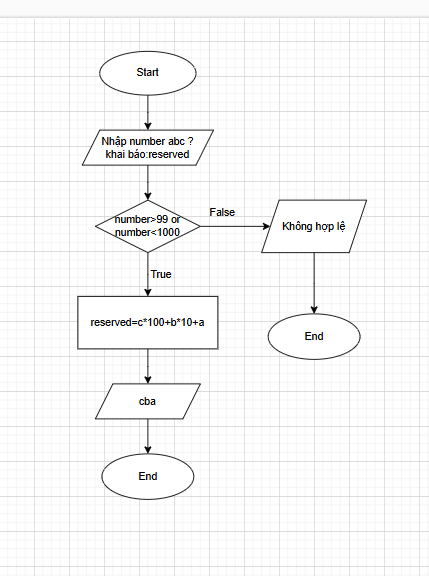 Start
Nhập number abc ?
khai báo:reserved
number>99 or
number<1000
False
Không hợp lệ
True
End
reserved=c*100+b*10+a
cba
End